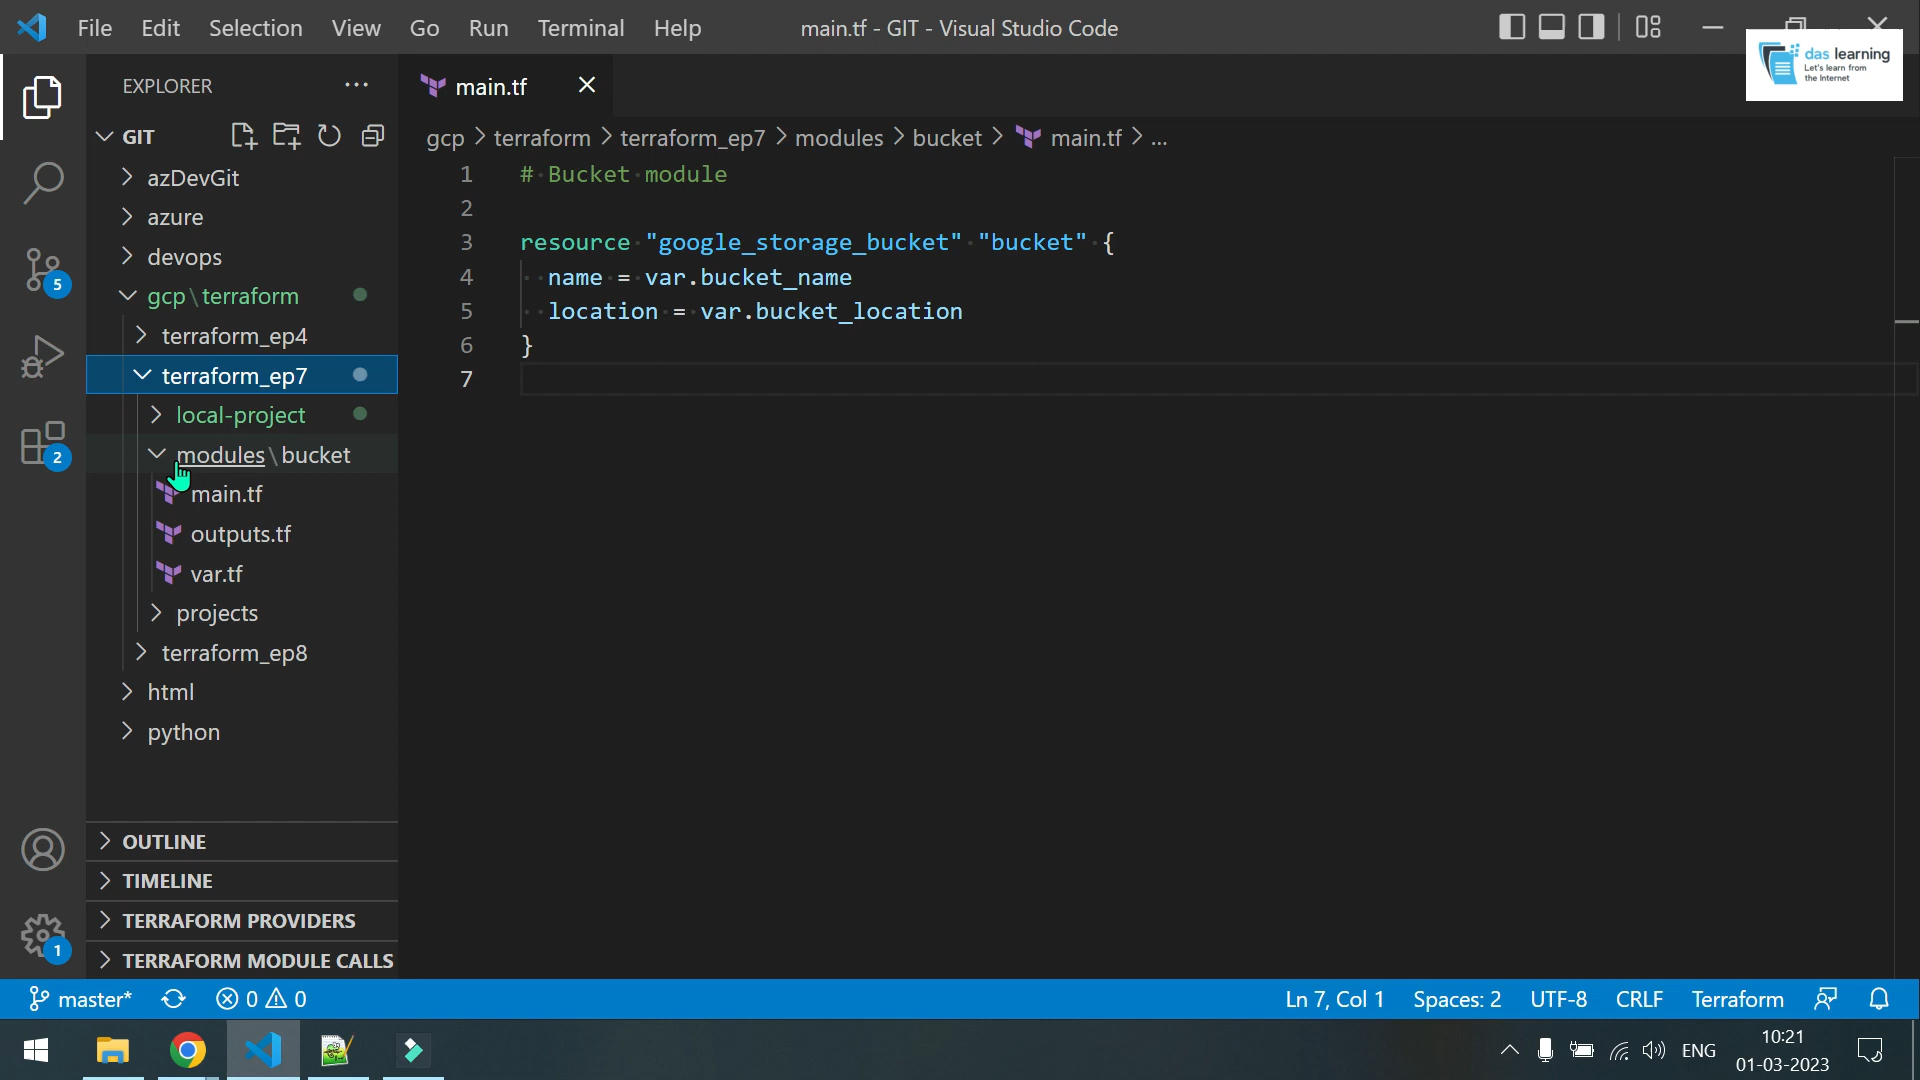 File Edit Selection View Go Run Terminal Help
main.tf - GIT - Visual Studio Code
das learning
Let's learn from
the Internet
EXPLORER
GIT
azDevGit
azure
devops
gcp\terraform
terraform_ep4
terraform_ep7
local-project
modules\bucket
main.tf
outputs.tf
var.tf
projects
terraform_ep8
html
python
OUTLINE
TIMELINE
TERRAFORM PROVIDERS
TERRAFORM MODULE CALLS
5
2
1
main.tf
gcp > terraform > terraform_ep7 > modules > bucket > main.tf > ...
1 # Bucket module
2
3 resource "google_storage_bucket" "bucket" {
4 name = var.bucket_name
5 location = var.bucket_location
6 }
7
master* 0 0
Ln 7, Col 1 Spaces: 2 UTF-8 CRLF Terraform
ENG
10:21
01-03-2023